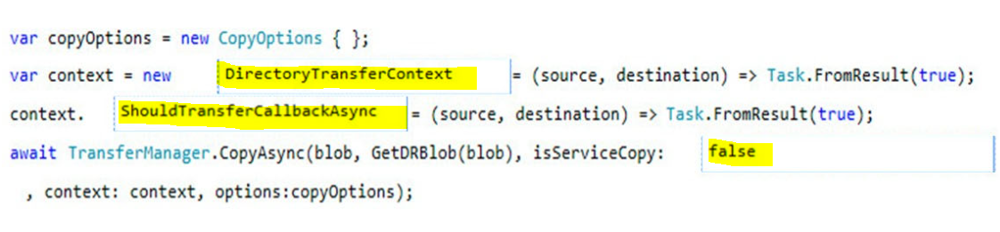 var copyOptions = new CopyOptions { };
var context = new DirectoryTransferContext = (source, destination) => Task.FromResult(true);
context. ShouldTransferCallbackAsync = (source, destination) => Task.FromResult(true);
await TransferManager.CopyAsync(blob, GetDRBlob(blob), isServiceCopy: false
, context: context, options:copyOptions);